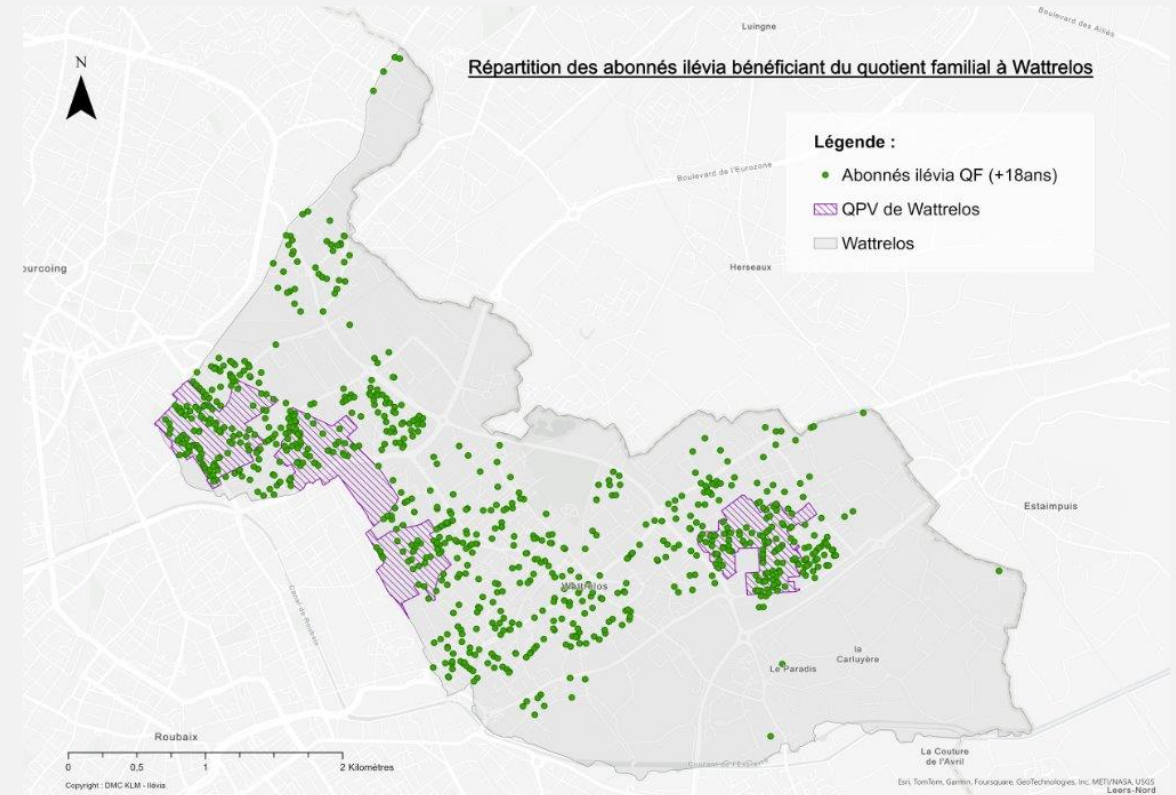 Luingne
Boulevard des Alliés
N
Répartition des abonnés ilévia bénéficiant du quotient familial à Wattrelos
Légende :
Abonnés ilévia QF (+18ans)
QPV de Wattrelos
Wattrelos
Boulevard de l'Eurozone
ourcoing
Herseaux
Estaimpuis
Canal de Roubaix
Wattrelos
la
Carluyère
Le Paradis
Roubaix
La Couture
de l'Avril
0 0,5 1 2 Kilomètres
Copyright : DMC KLM - Ilévia
Esri, TomTom, Garmin, Foursquare, GeoTechnologies, Inc, METI/NASA, USGS
Leers-Nord